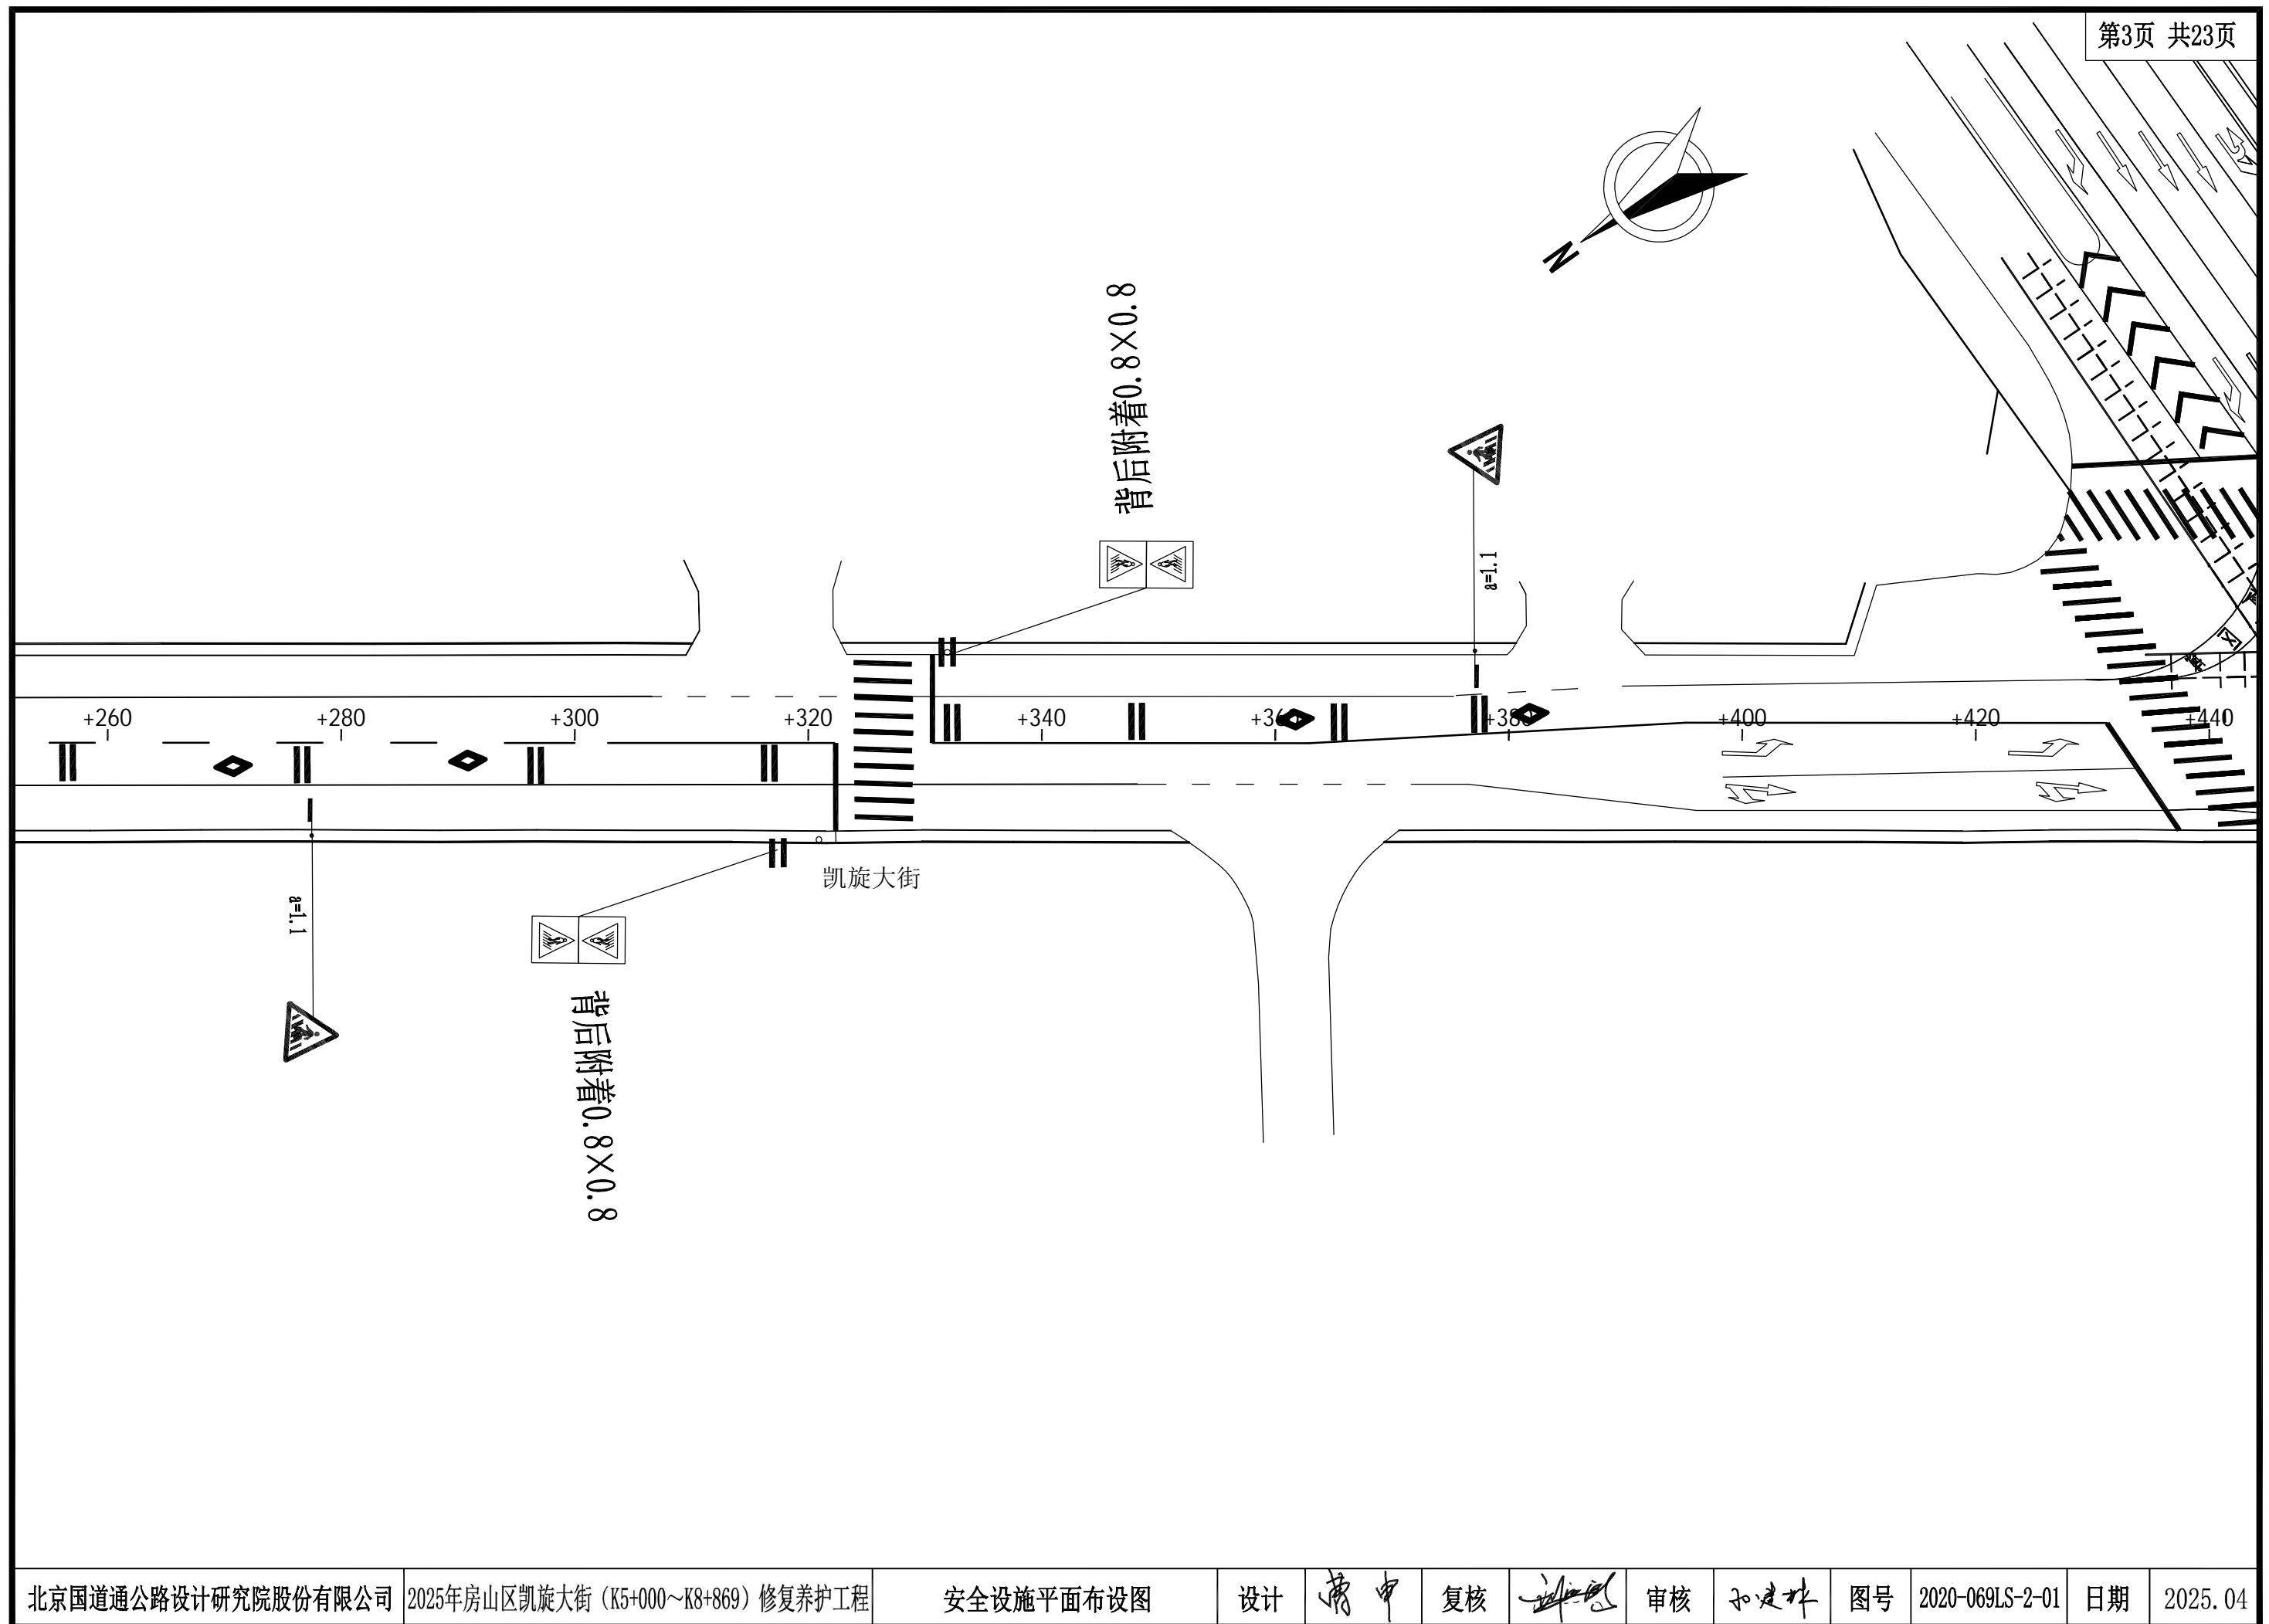 第3页 共23页
N
背后附着0.8×0.8
a=1.1
+260
+280
+300
+320
+340
+360
+380
+400
+420
+440
凯旋大街
a=1.1
背后附着0.8×0.8
北京国道通公路设计研究院股份有限公司 2025年房山区凯旋大街（K5+000～K8+869）修复养护工程 安全设施平面布设图 设计 复核 审核 图号 2020-069LS-2-01 日期 2025.04